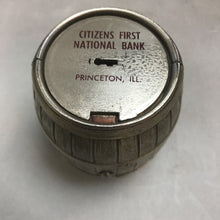 CITIZENS FIRST
NATIONAL BANK
PRINCETON, ILL.